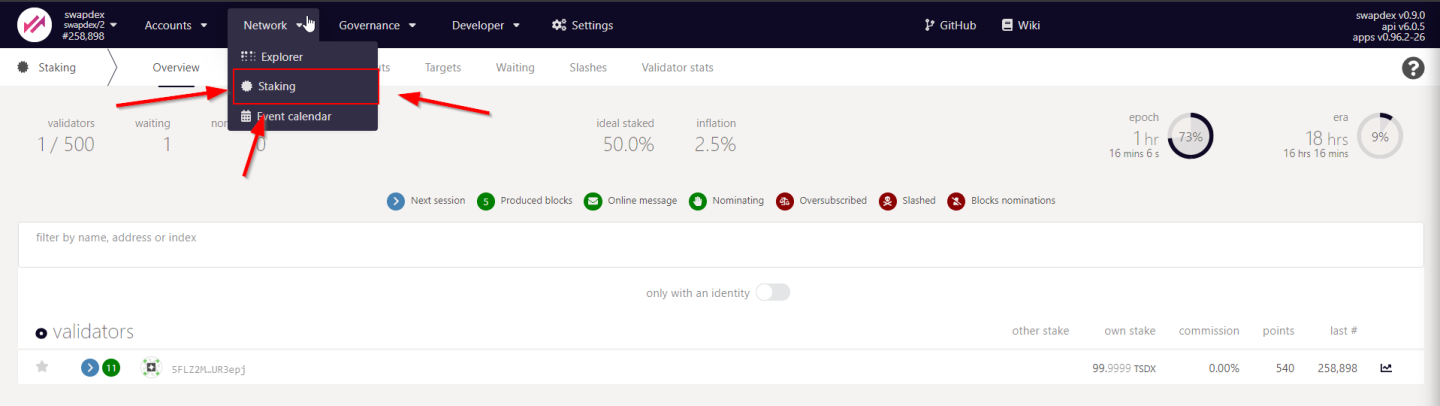 swapdex
swapdex/2
#258,898
Accounts
Network
Governance
Developer
Settings
GitHub
Wiki
swapdex v0.9.0
api v6.0.5
apps v0.96.2-26
Explorer
Staking
Event calendar
Staking
Overview
Targets
Waiting
Slashes
Validator stats
?
validators
waiting
ideal staked
inflation
epoch
era
1 / 500
1
0
50.0%
2.5%
1 hr
16 mins 6 s
73%
18 hrs
16 hrs 16 mins
9%
Next session
5 Produced blocks
Online message
Nominating
Oversubscribed
Slashed
Blocks nominations
filter by name, address or index
only with an identity
validators other stake own stake commission points last #
11 5FLZ2M…UR3epj 99.9999 TSDX 0.00% 540 258,898